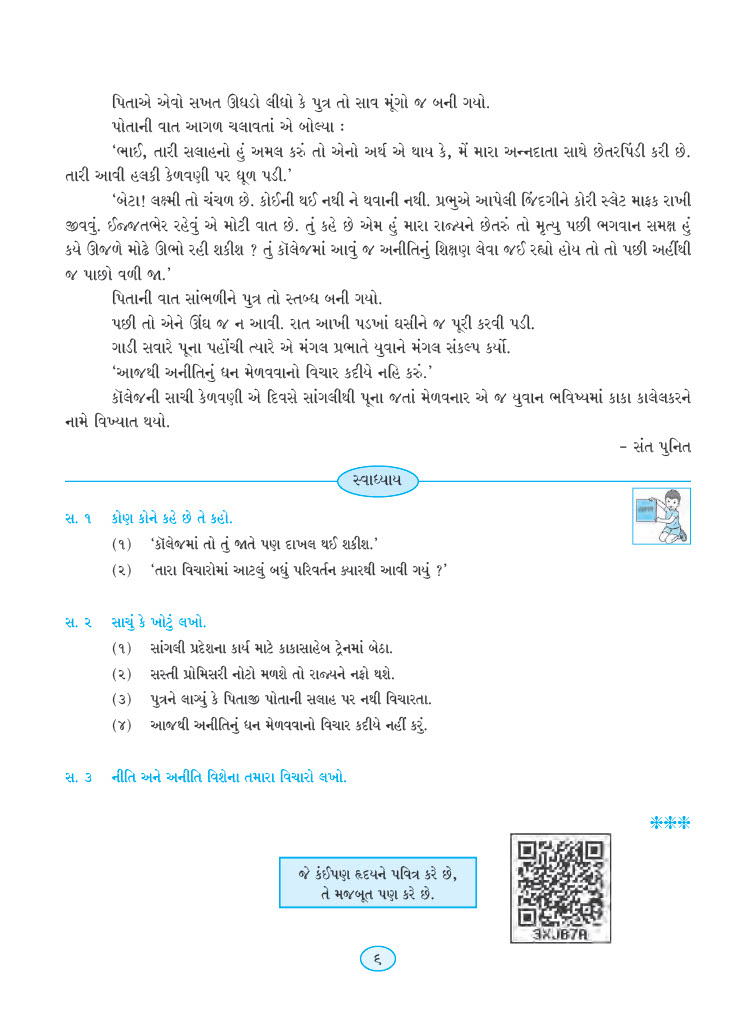 પિતાએ એવો સખત ઊધડો લીધો કે પુત્ર તો સાવ મૂંગો જ બની ગયો.
પોતાની વાત આગળ ચલાવતાં એ બોલ્યા :
‘ભાઈ, તારી સલાહનો હું અમલ કરું તો એનો અર્થ એ થાય કે, મેં મારા અન્નદાતા સાથે છેતરપિંડી કરી છે.
તારી આવી હલકી કેળવણી પર ધૂળ પડી.’
‘બેટા! લક્ષ્મી તો ચંચળ છે. કોઈની થઈ નથી ને થવાની નથી. પ્રભુએ આપેલી જિંદગીને કોરી સ્લેટ માફક રાખી
જીવવું. ઈજ્જતભેર રહેવું એ મોટી વાત છે. તું કહે છે એમ હું મારા રાજ્યને છેતરું તો મૃત્યુ પછી ભગવાન સમક્ષ હું
કયે ઊજળે મોઢે ઊભો રહી શકીશ ? તું કૉલેજમાં આવું જ અનીતિનું શિક્ષણ લેવા જઈ રહ્યો હોય તો તો પછી અહીંથી
જ પાછો વળી જા.’
પિતાની વાત સાંભળીને પુત્ર તો સ્તબ્ધ બની ગયો.
પછી તો એને ઊંઘ જ ન આવી. રાત આખી પડખાં ઘસીને જ પૂરી કરવી પડી.
ગાડી સવારે પૂના પહોંચી ત્યારે એ મંગલ પ્રભાતે યુવાને મંગલ સંકલ્પ કર્યો.
‘આજથી અનીતિનું ધન મેળવવાનો વિચાર કદીયે નહિ કરું.’
કૉલેજની સાચી કેળવણી એ દિવસે સાંગલીથી પૂના જતાં મેળવનાર એ જ યુવાન ભવિષ્યમાં કાકા કાલેલકરને
નામે વિખ્યાત થયો.
– સંત પુનિત
સ્વાધ્યાય
સ. ૧ કોણ કોને કહે છે તે કહો.
(૧) ‘કૉલેજમાં તો તું જાતે પણ દાખલ થઈ શકીશ.’
(૨) ‘તારા વિચારોમાં આટલું બધું પરિવર્તન ક્યારથી આવી ગયું ?’
સ. ૨ સાચું કે ખોટું લખો.
(૧) સાંગલી પ્રદેશના કાર્ય માટે કાકાસાહેબ ટ્રેનમાં બેઠા.
(૨) સસ્તી પ્રોમિસરી નોટો મળશે તો રાજ્યને નફો થશે.
(૩) પુત્રને લાગ્યું કે પિતાજી પોતાની સલાહ પર નથી વિચારતા.
(૪) આજથી અનીતિનું ધન મેળવવાનો વિચાર કદીયે નહીં કરું.
સ. ૩ નીતિ અને અનીતિ વિશેના તમારા વિચારો લખો.
જે કંઈપણ હૃદયને પવિત્ર કરે છે,
તે મજબૂત પણ કરે છે.
3XJB7A
૬